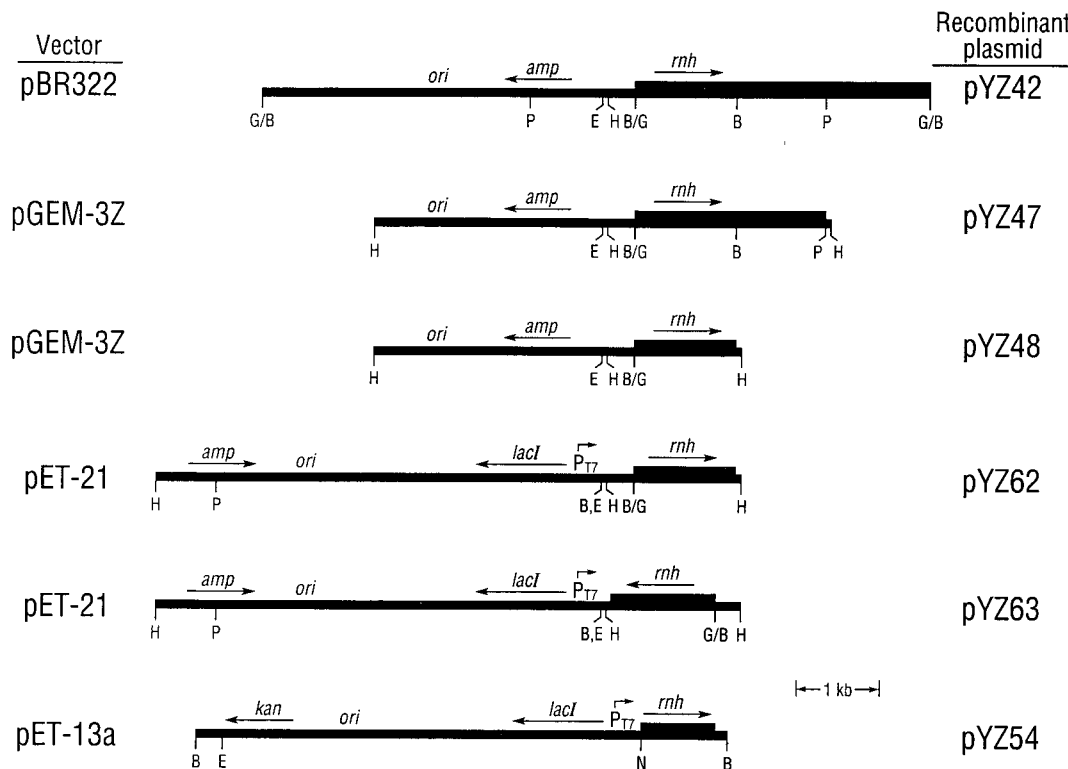 Vector
Recombinant
plasmid
pBR322
ori
amp
rnh
pYZ42
G/B P E H B/G B P G/B
pGEM-3Z
ori
amp
rnh
pYZ47
H E H B/G B P H
pGEM-3Z
ori
amp
rnh
pYZ48
H E H B/G H
pET-21
amp
ori
lacI
PT7
rnh
pYZ62
H P B,E H B/G H
pET-21
amp
ori
lacI
PT7
rnh
pYZ63
H P B,E H G/B H
1 kb
pET-13a
kan
ori
lacI
PT7
rnh
pYZ54
B E N B